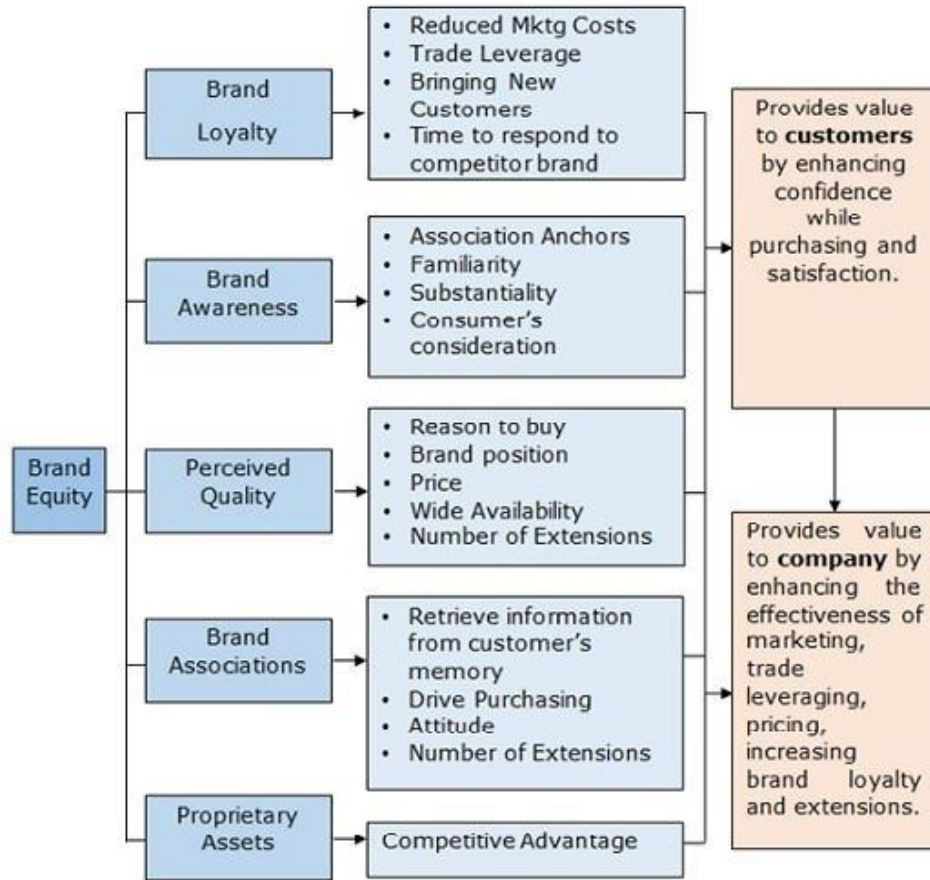 Brand
Equity
Brand
Loyalty
• Reduced Mktg Costs
• Trade Leverage
• Bringing New
Customers
• Time to respond to
competitor brand
Brand
Awareness
• Association Anchors
• Familiarity
• Substantiality
• Consumer's
consideration
Perceived
Quality
• Reason to buy
• Brand position
• Price
• Wide Availability
• Number of Extensions
Brand
Associations
• Retrieve information
from customer's
memory
• Drive Purchasing
• Attitude
• Number of Extensions
Proprietary
Assets
Competitive Advantage
Provides value
to customers
by enhancing
confidence
while
purchasing and
satisfaction.
Provides value
to company by
enhancing the
effectiveness of
marketing,
trade
leveraging,
pricing,
increasing
brand loyalty
and extensions.